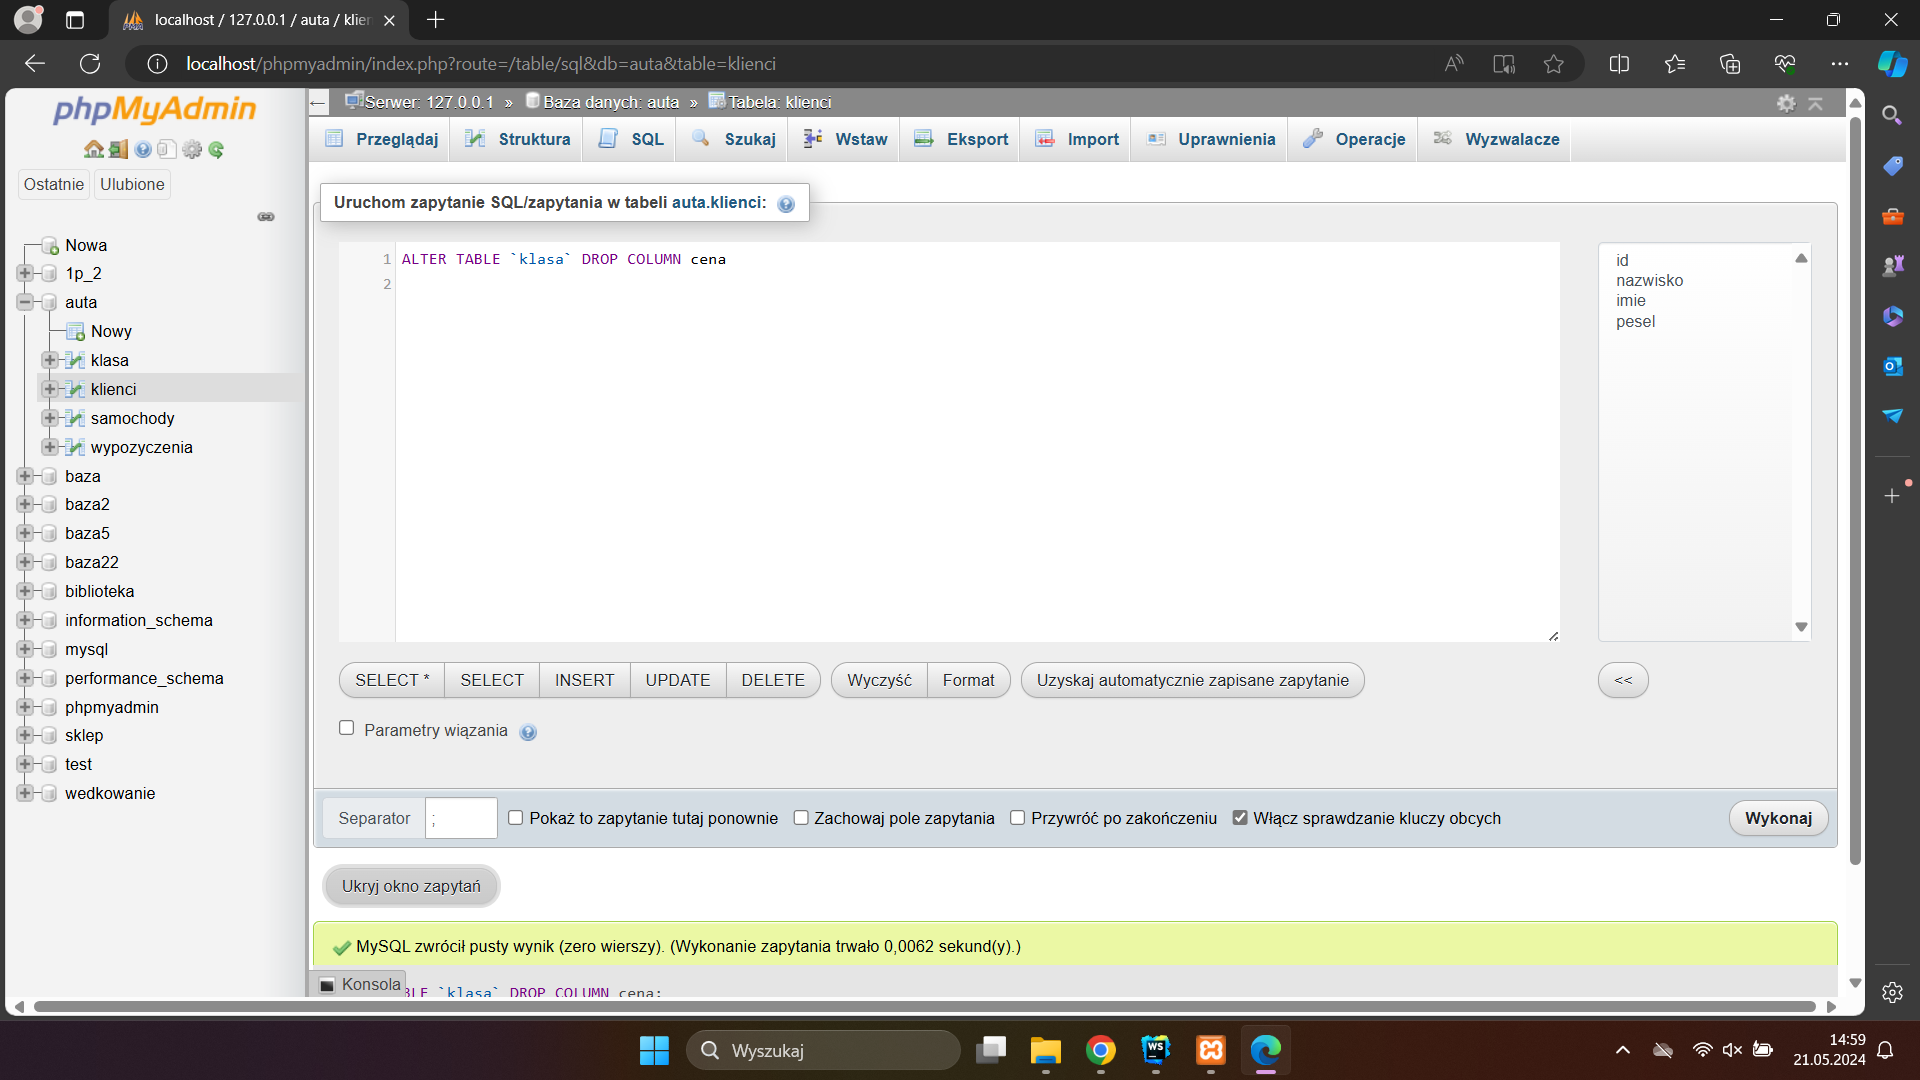 localhost / 127.0.0.1 / auta / klien
localhost/phpmyadmin/index.php?route=/table/sql&db=auta&table=klienci
phpMyAdmin
Ostatnie
Ulubione
Nowa
1p_2
auta
Nowy
klasa
klienci
samochody
wypozyczenia
baza
baza2
baza5
baza22
biblioteka
information_schema
mysql
performance_schema
phpmyadmin
sklep
test
wedkowanie
Serwer: 127.0.0.1 » Baza danych: auta » Tabela: klienci
Przeglądaj
Struktura
SQL
Szukaj
Wstaw
Eksport
Import
Uprawnienia
Operacje
Wyzwalacze
Uruchom zapytanie SQL/zapytania w tabeli auta.klienci:
1 ALTER TABLE `klasa` DROP COLUMN cena
2
id
nazwisko
imie
pesel
SELECT *
SELECT
INSERT
UPDATE
DELETE
Wyczyść
Format
Uzyskaj automatycznie zapisane zapytanie
<<
Parametry wiązania
Separator ;
Pokaż to zapytanie tutaj ponownie
Zachowaj pole zapytania
Przywróć po zakończeniu
Włącz sprawdzanie kluczy obcych
Wykonaj
Ukryj okno zapytań
MySQL zwrócił pusty wynik (zero wierszy). (Wykonanie zapytania trwało 0,0062 sekund(y).)
Konsola
BLE `klasa` DROP COLUMN cena;
Wyszukaj
WS
14:59
21.05.2024